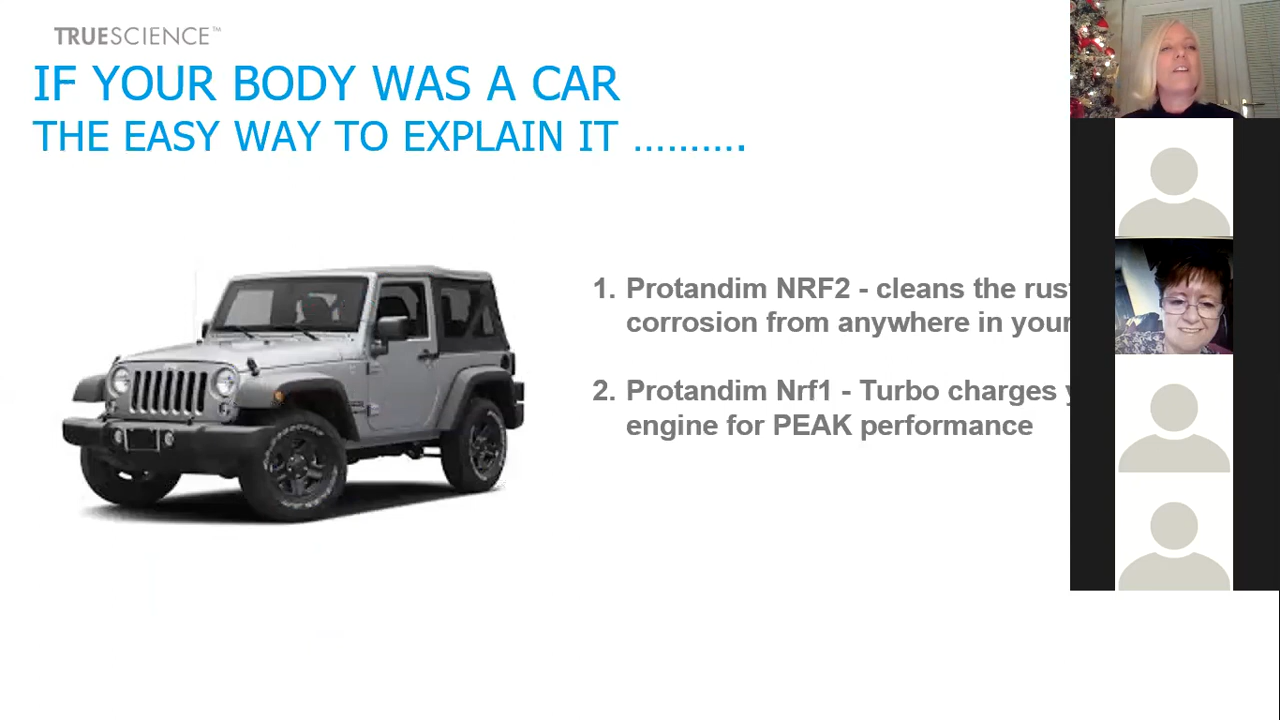 TRUESCIENCE™
IF YOUR BODY WAS A CAR
THE EASY WAY TO EXPLAIN IT ..........
1. Protandim NRF2 - cleans the rus
corrosion from anywhere in your
2. Protandim Nrf1 - Turbo charges
engine for PEAK performance